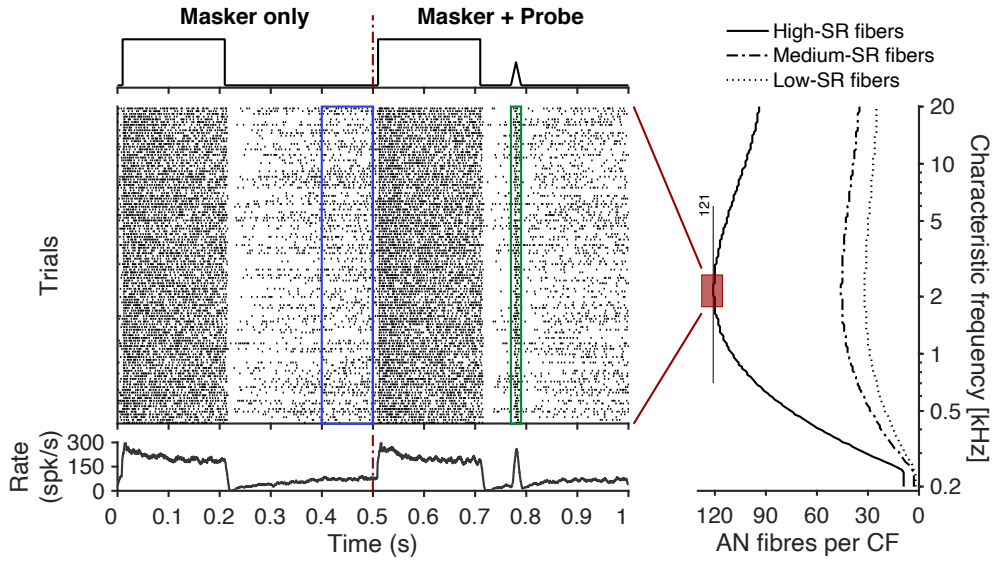 Masker only
Masker + Probe
High-SR fibers
Medium-SR fibers
Low-SR fibers
Trials
121
20
10
5
2
1
0.5
0.2
Characteristic frequency [kHz]
Rate
(spk/s)
300
150
0
0 0.1 0.2 0.3 0.4 0.5 0.6 0.7 0.8 0.9 1
Time (s)
120 90 60 30 0
AN fibres per CF